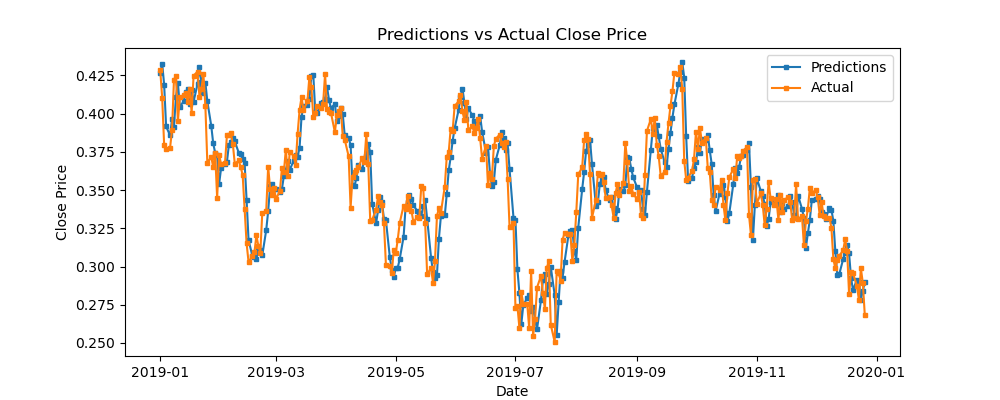 Predictions vs Actual Close Price
Predictions
Actual
0.425
0.400
0.375
0.350
0.325
0.300
0.275
0.250
Close Price
2019-01 2019-03 2019-05 2019-07 2019-09 2019-11 2020-01
Date